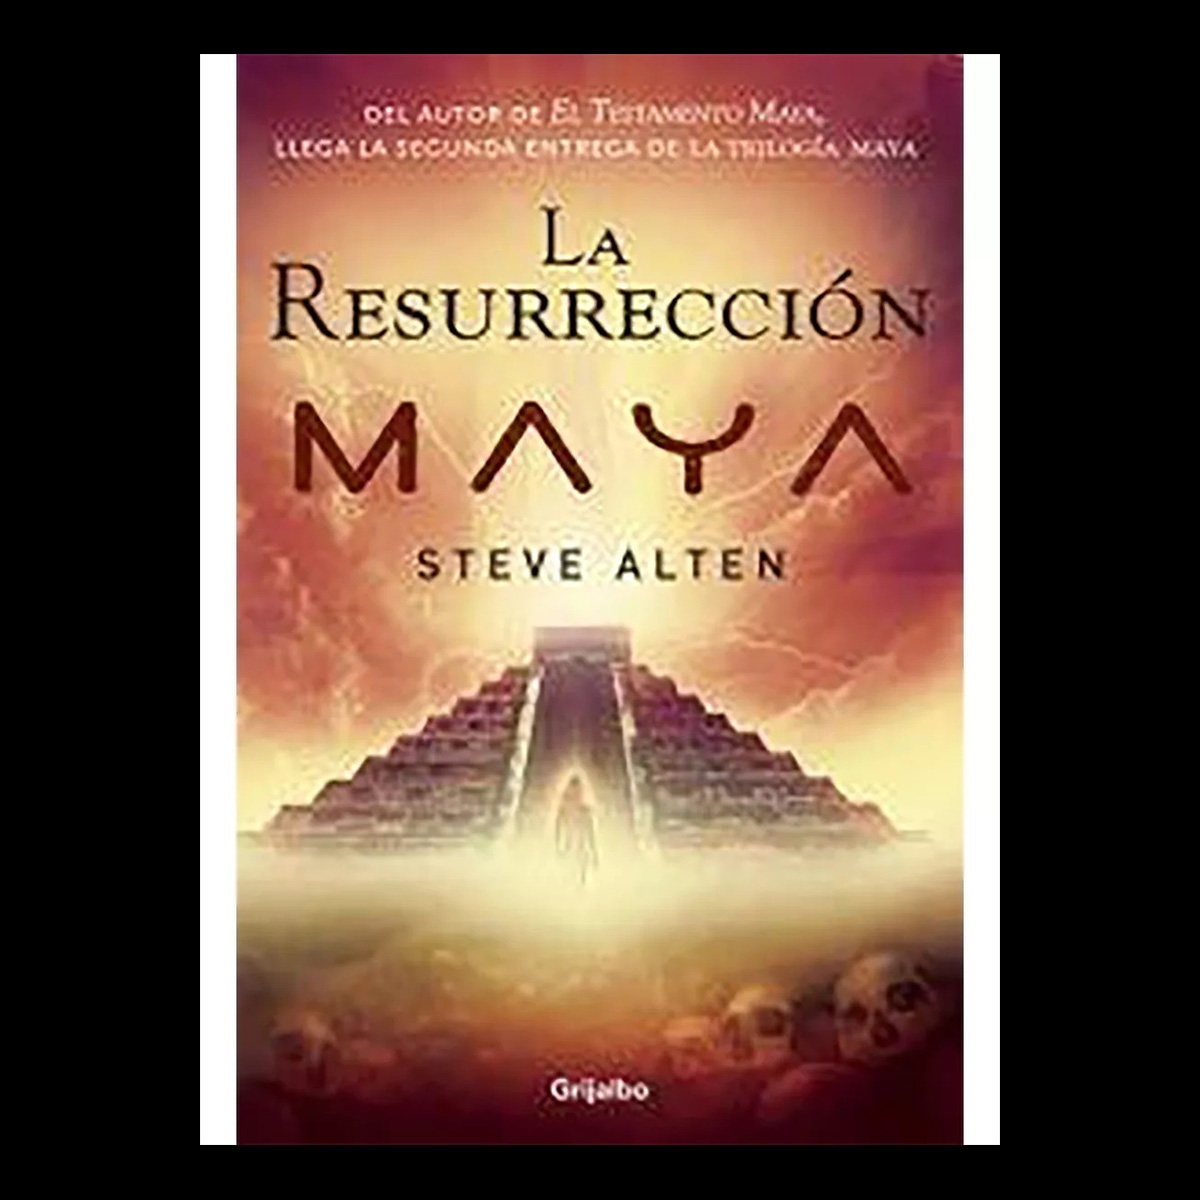 DEL AUTOR DE EL TESTAMENTO MAYA,
LLEGA LA SEGUNDA ENTREGA DE LA TRILOGÍA MAYA
LA
RESURRECCIÓN
MAYA
STEVE ALTEN
Grijalbo